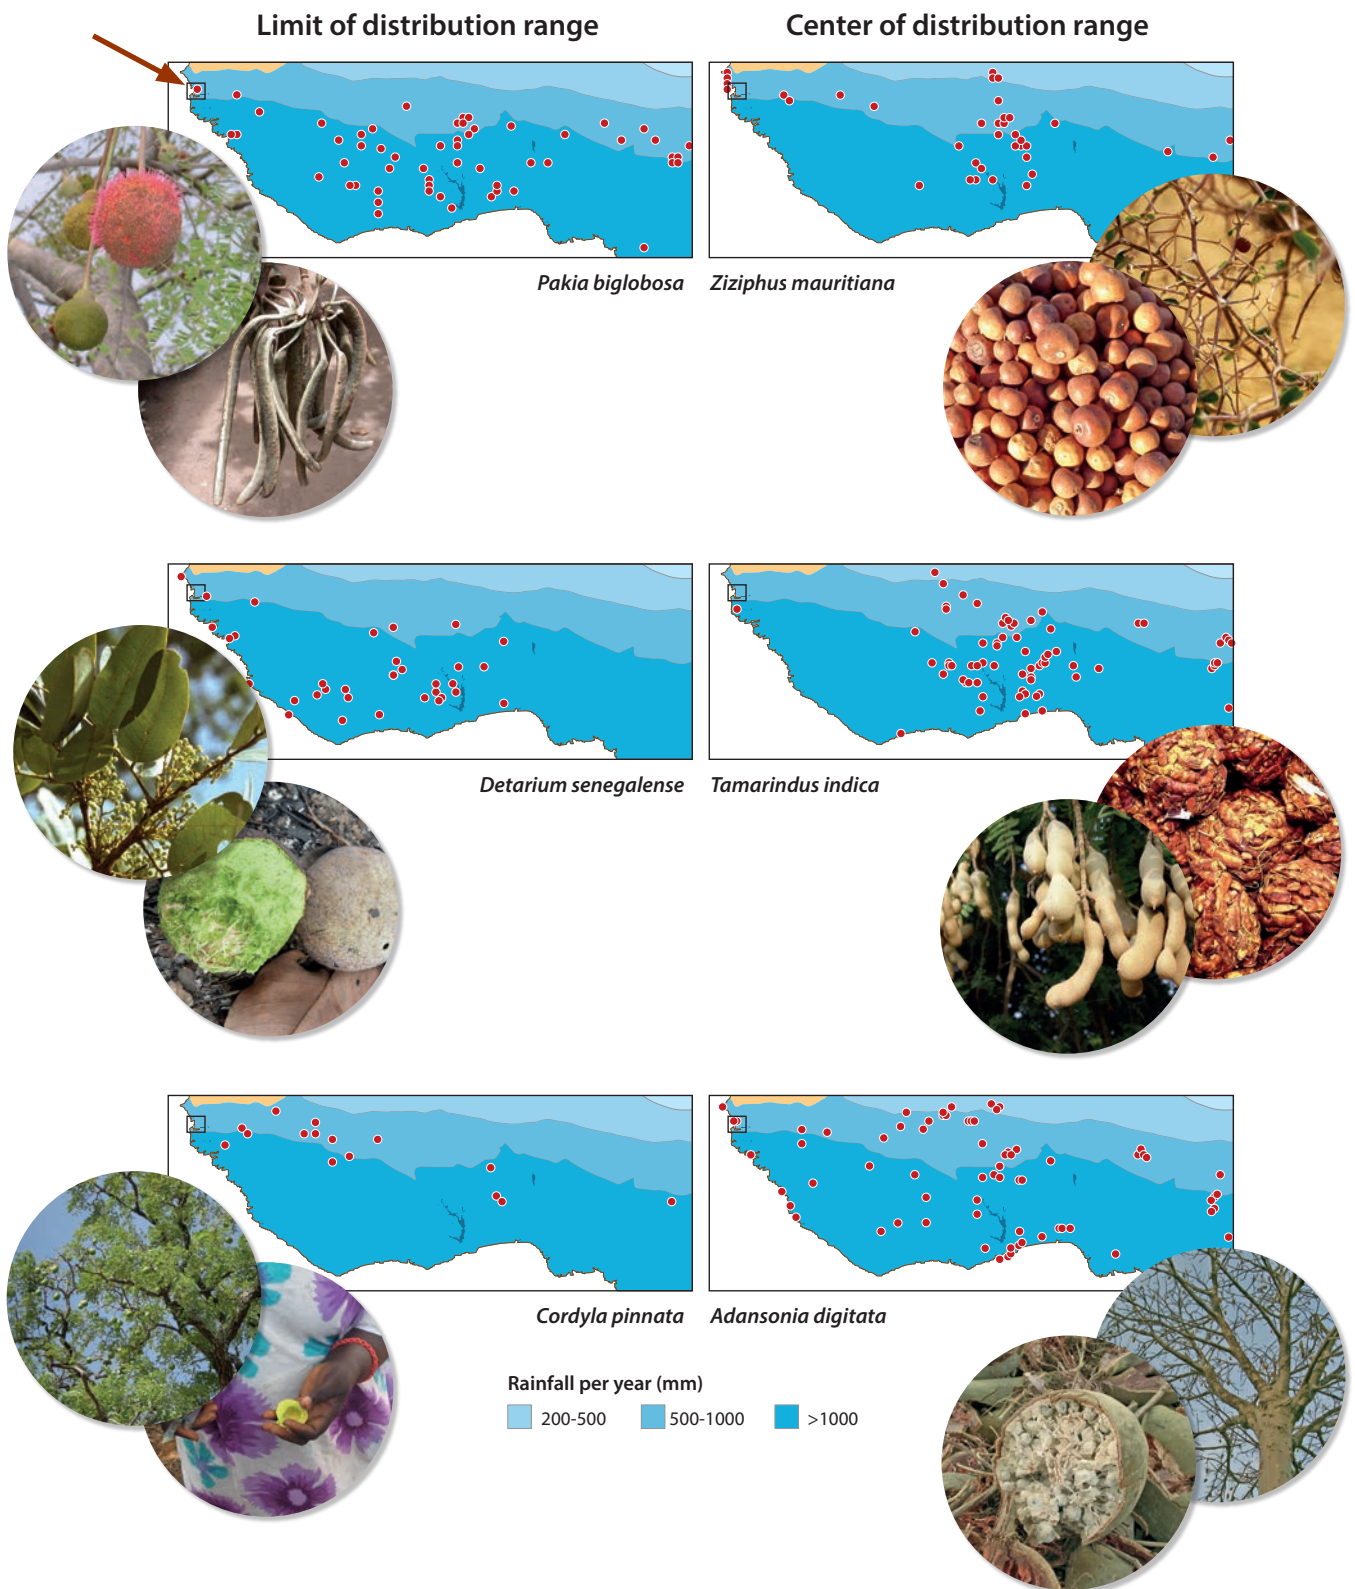 Limit of distribution range
Center of distribution range
Pakia biglobosa
Ziziphus mauritiana
Detarium senegalense
Tamarindus indica
Cordyla pinnata
Adansonia digitata
Rainfall per year (mm)
200-500
500-1000
>1000